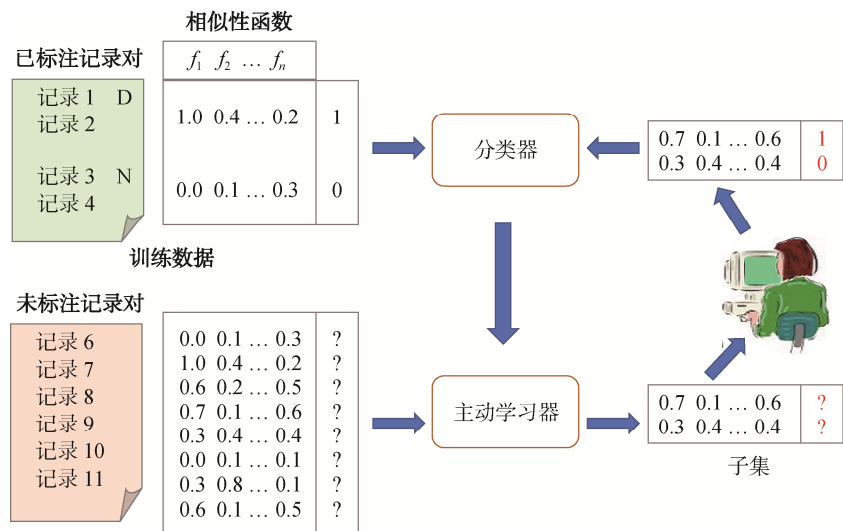 相似性函数
已标注记录对
f1 f2 … fn
记录 1 D
记录 2
1.0 0.4 … 0.2 1
记录 3 N
记录 4
0.0 0.1 … 0.3 0
训练数据
分类器
0.7 0.1 … 0.6 1
0.3 0.4 … 0.4 0
未标注记录对
记录 6
记录 7
记录 8
记录 9
记录 10
记录 11
0.0 0.1 … 0.3 ?
1.0 0.4 … 0.2 ?
0.6 0.2 … 0.5 ?
0.7 0.1 … 0.6 ?
0.3 0.4 … 0.4 ?
0.0 0.1 … 0.1 ?
0.3 0.8 … 0.1 ?
0.6 0.1 … 0.5 ?
主动学习器
0.7 0.1 … 0.6 ?
0.3 0.4 … 0.4 ?
子集